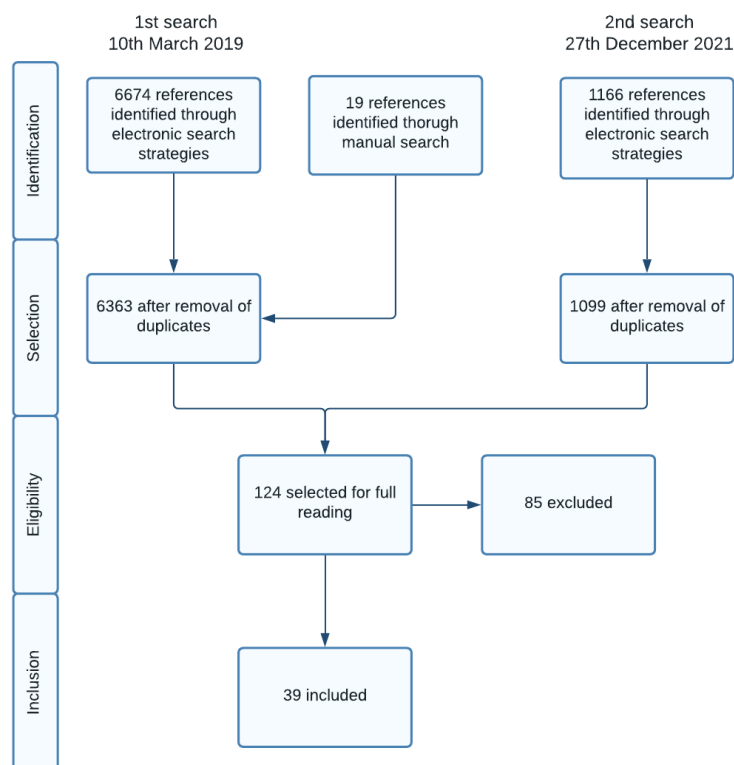 1st search
10th March 2019
2nd search
27th December 2021
Identification
6674 references
identified through
electronic search
strategies
19 references
identified thorugh
manual search
1166 references
identified through
electronic search
strategies
Selection
6363 after removal of
duplicates
1099 after removal of
duplicates
Eligibility
124 selected for full
reading
85 excluded
Inclusion
39 included